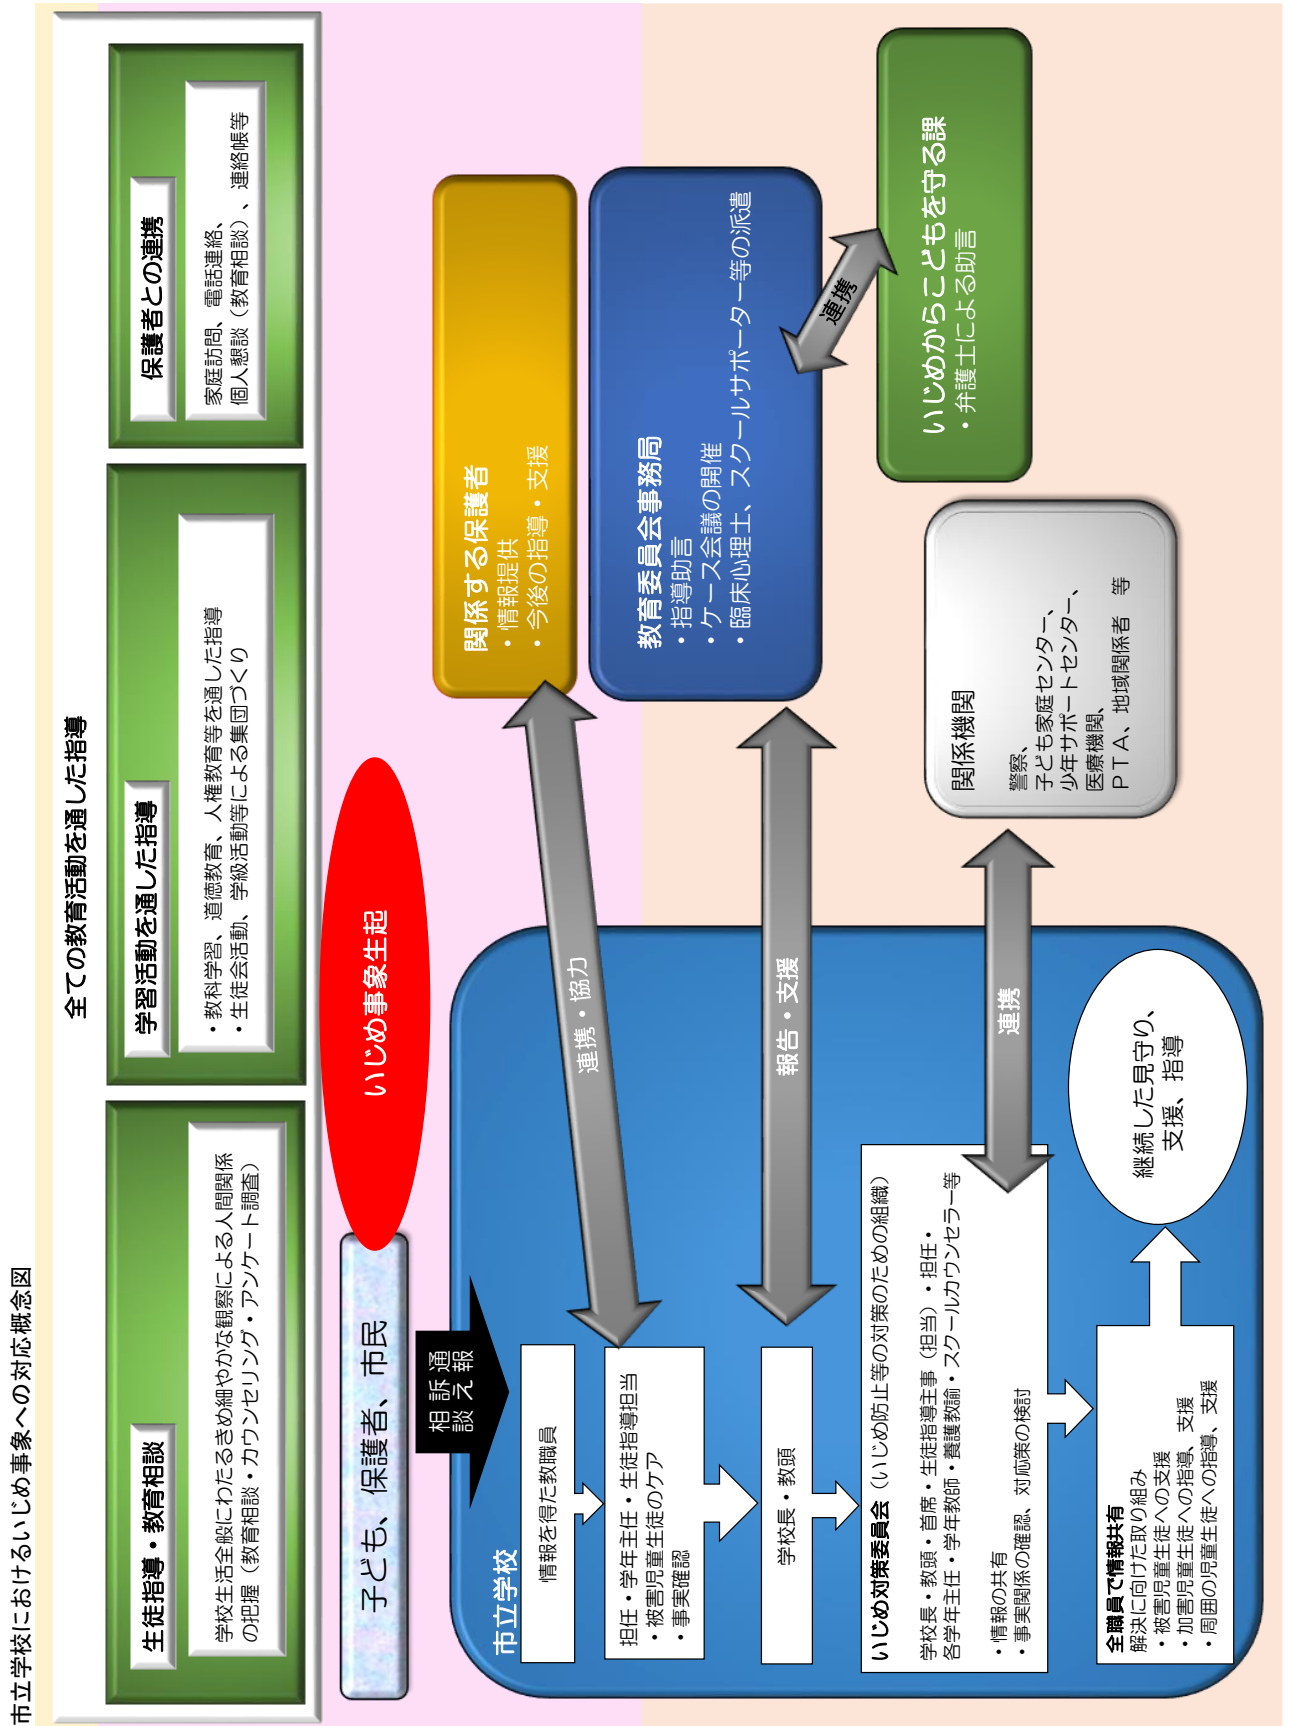 市立学校におけるいじめ事象への対応概念図
全ての教育活動を通した指導
生徒指導・教育相談
学校生活全般にわたるきめ細やかな観察による人間関係
の把握（教育相談・カウンセリング・アンケート調査）
学習活動を通した指導
・教科学習、道徳教育、人権教育等を通した指導
・生徒会活動、学級活動等による集団づくり
保護者との連携
家庭訪問、電話連絡、
個人懇談（教育相談）、連絡帳等
子ども、保護者、市民
いじめ事象生起
相談
訴え
通報
市立学校
情報を得た教職員
担任・学年主任・生徒指導担当
・被害児童生徒のケア
・事実確認
学校長・教頭
いじめ対策委員会（いじめ防止等の対策のための組織）
学校長・教頭・首席・生徒指導主事（担当）・担任・
各学年主任・学年教師・養護教諭・スクールカウンセラー等
・情報の共有
・事実関係の確認、対応策の検討
全職員で情報共有
解決に向けた取り組み
・被害児童生徒への支援
・加害児童生徒への指導、支援
・周囲の児童生徒への指導、支援
継続した見守り、
支援、指導
連携・協力
報告・支援
連携
関係する保護者
・情報提供
・今後の指導・支援
教育委員会事務局
・指導助言
・ケース会議の開催
・臨床心理士、スクールサポーター等の派遣
連携
いじめからこどもを守る課
・弁護士による助言
関係機関
警察、
子ども家庭センター、
少年サポートセンター、
医療機関、
ＰＴＡ、地域関係者　等